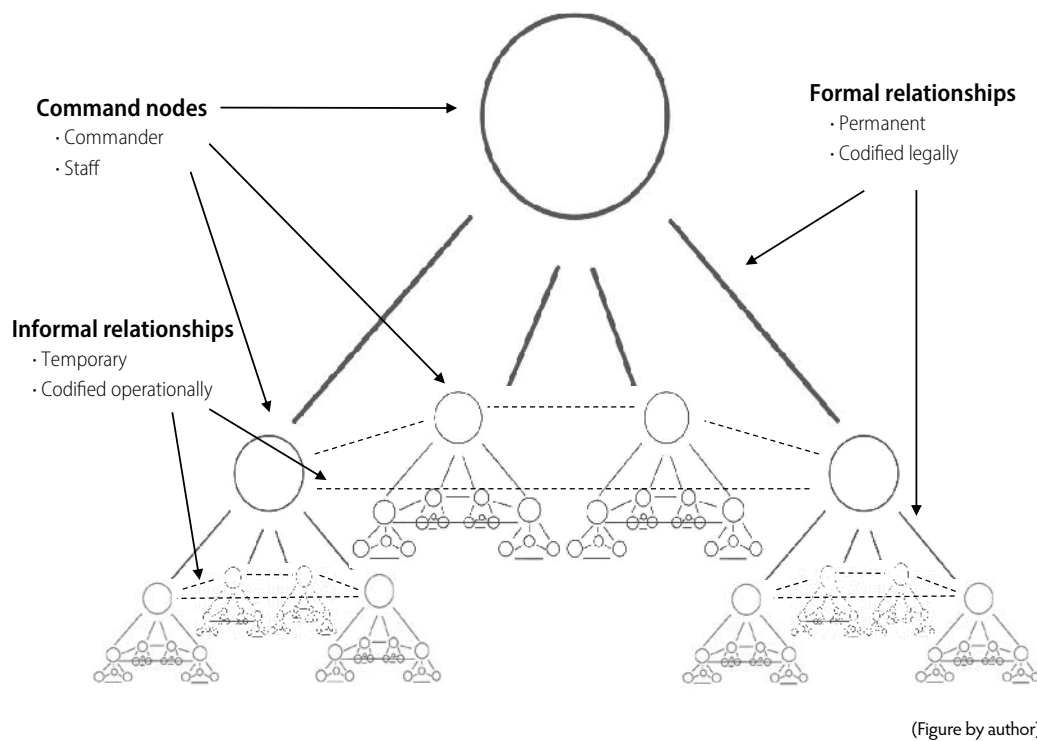 Command nodes
· Commander
· Staff
Formal relationships
· Permanent
· Codified legally
Informal relationships
· Temporary
· Codified operationally
(Figure by author)